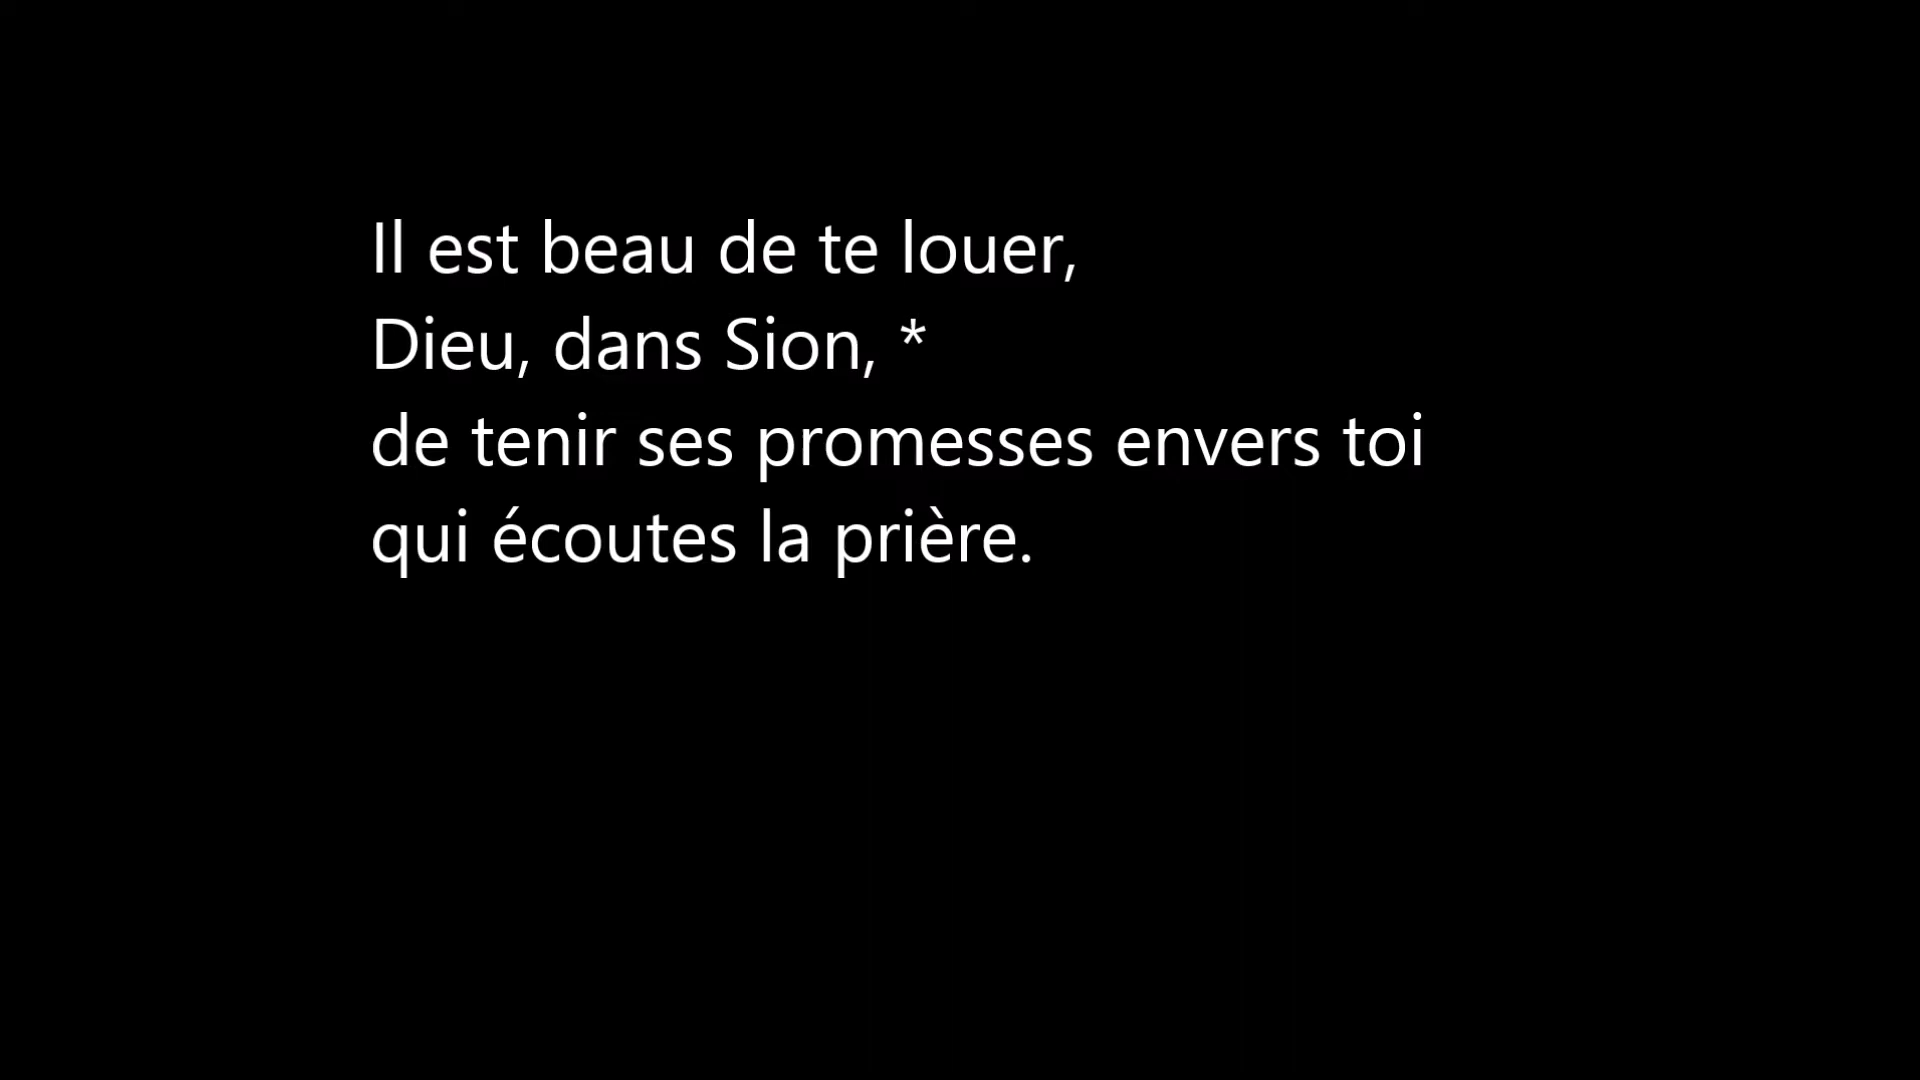 Il est beau de te louer,
Dieu, dans Sion, *
de tenir ses promesses envers toi
qui écoutes la prière.